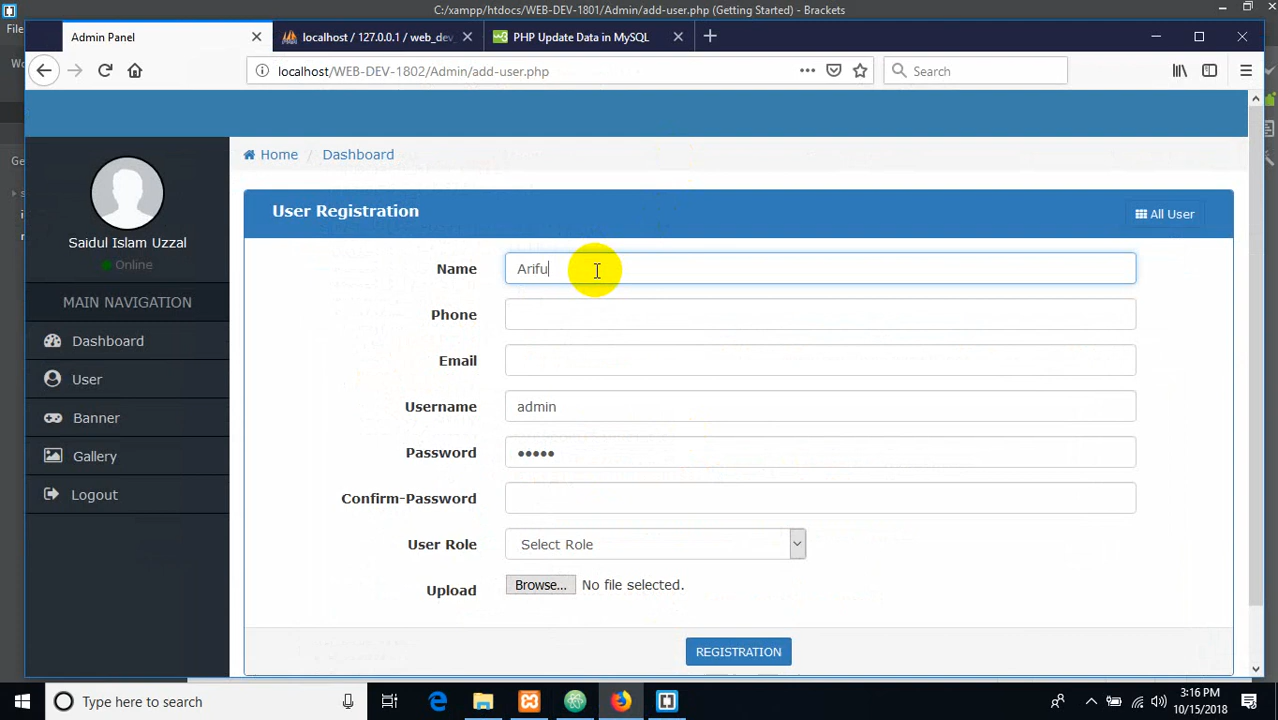 C:/xampp/htdocs/WEB-DEV-1801/Admin/add-user.php (Getting Started) - Brackets
Admin Panel
localhost / 127.0.0.1 / web_dev_
PHP Update Data in MySQL
localhost/WEB-DEV-1802/Admin/add-user.php
Search
Home / Dashboard
Saidul Islam Uzzal
Online
MAIN NAVIGATION
Dashboard
User
Banner
Gallery
Logout
User Registration
All User
Name
Arifu
Phone
Email
Username
admin
Password
•••••
Confirm-Password
User Role
Select Role
Upload
Browse... No file selected.
REGISTRATION
Type here to search
3:16 PM
10/15/2018